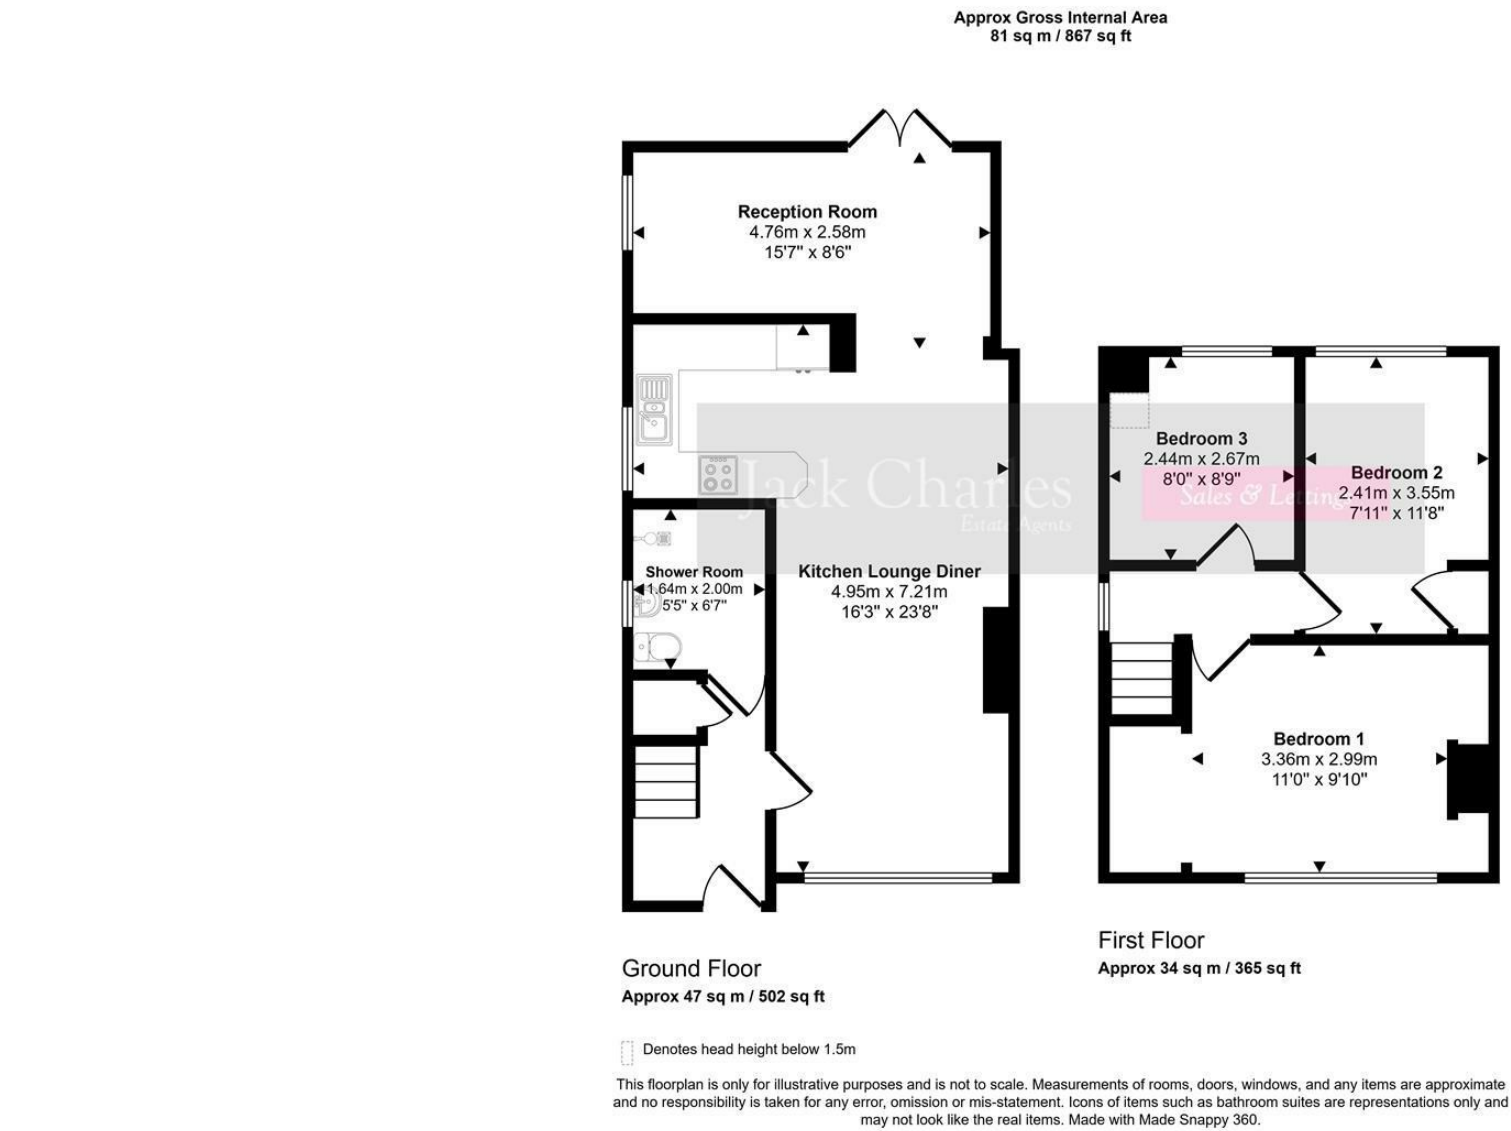 Approx Gross Internal Area
81 sq m / 867 sq ft
Reception Room
4.76m x 2.58m
15'7" x 8'6"
Bedroom 3
2.44m x 2.67m
8'0" x 8'9"
Bedroom 2
2.41m x 3.55m
7'11" x 11'8"
Jack Charles
Estate Agents
Sales & Letting
Shower Room
1.64m x 2.00m
5'5" x 6'7"
Kitchen Lounge Diner
4.95m x 7.21m
16'3" x 23'8"
Bedroom 1
3.36m x 2.99m
11'0" x 9'10"
Ground Floor
Approx 47 sq m / 502 sq ft
First Floor
Approx 34 sq m / 365 sq ft
Denotes head height below 1.5m
This floorplan is only for illustrative purposes and is not to scale. Measurements of rooms, doors, windows, and any items are approximate
and no responsibility is taken for any error, omission or mis-statement. Icons of items such as bathroom suites are representations only and
may not look like the real items. Made with Made Snappy 360.